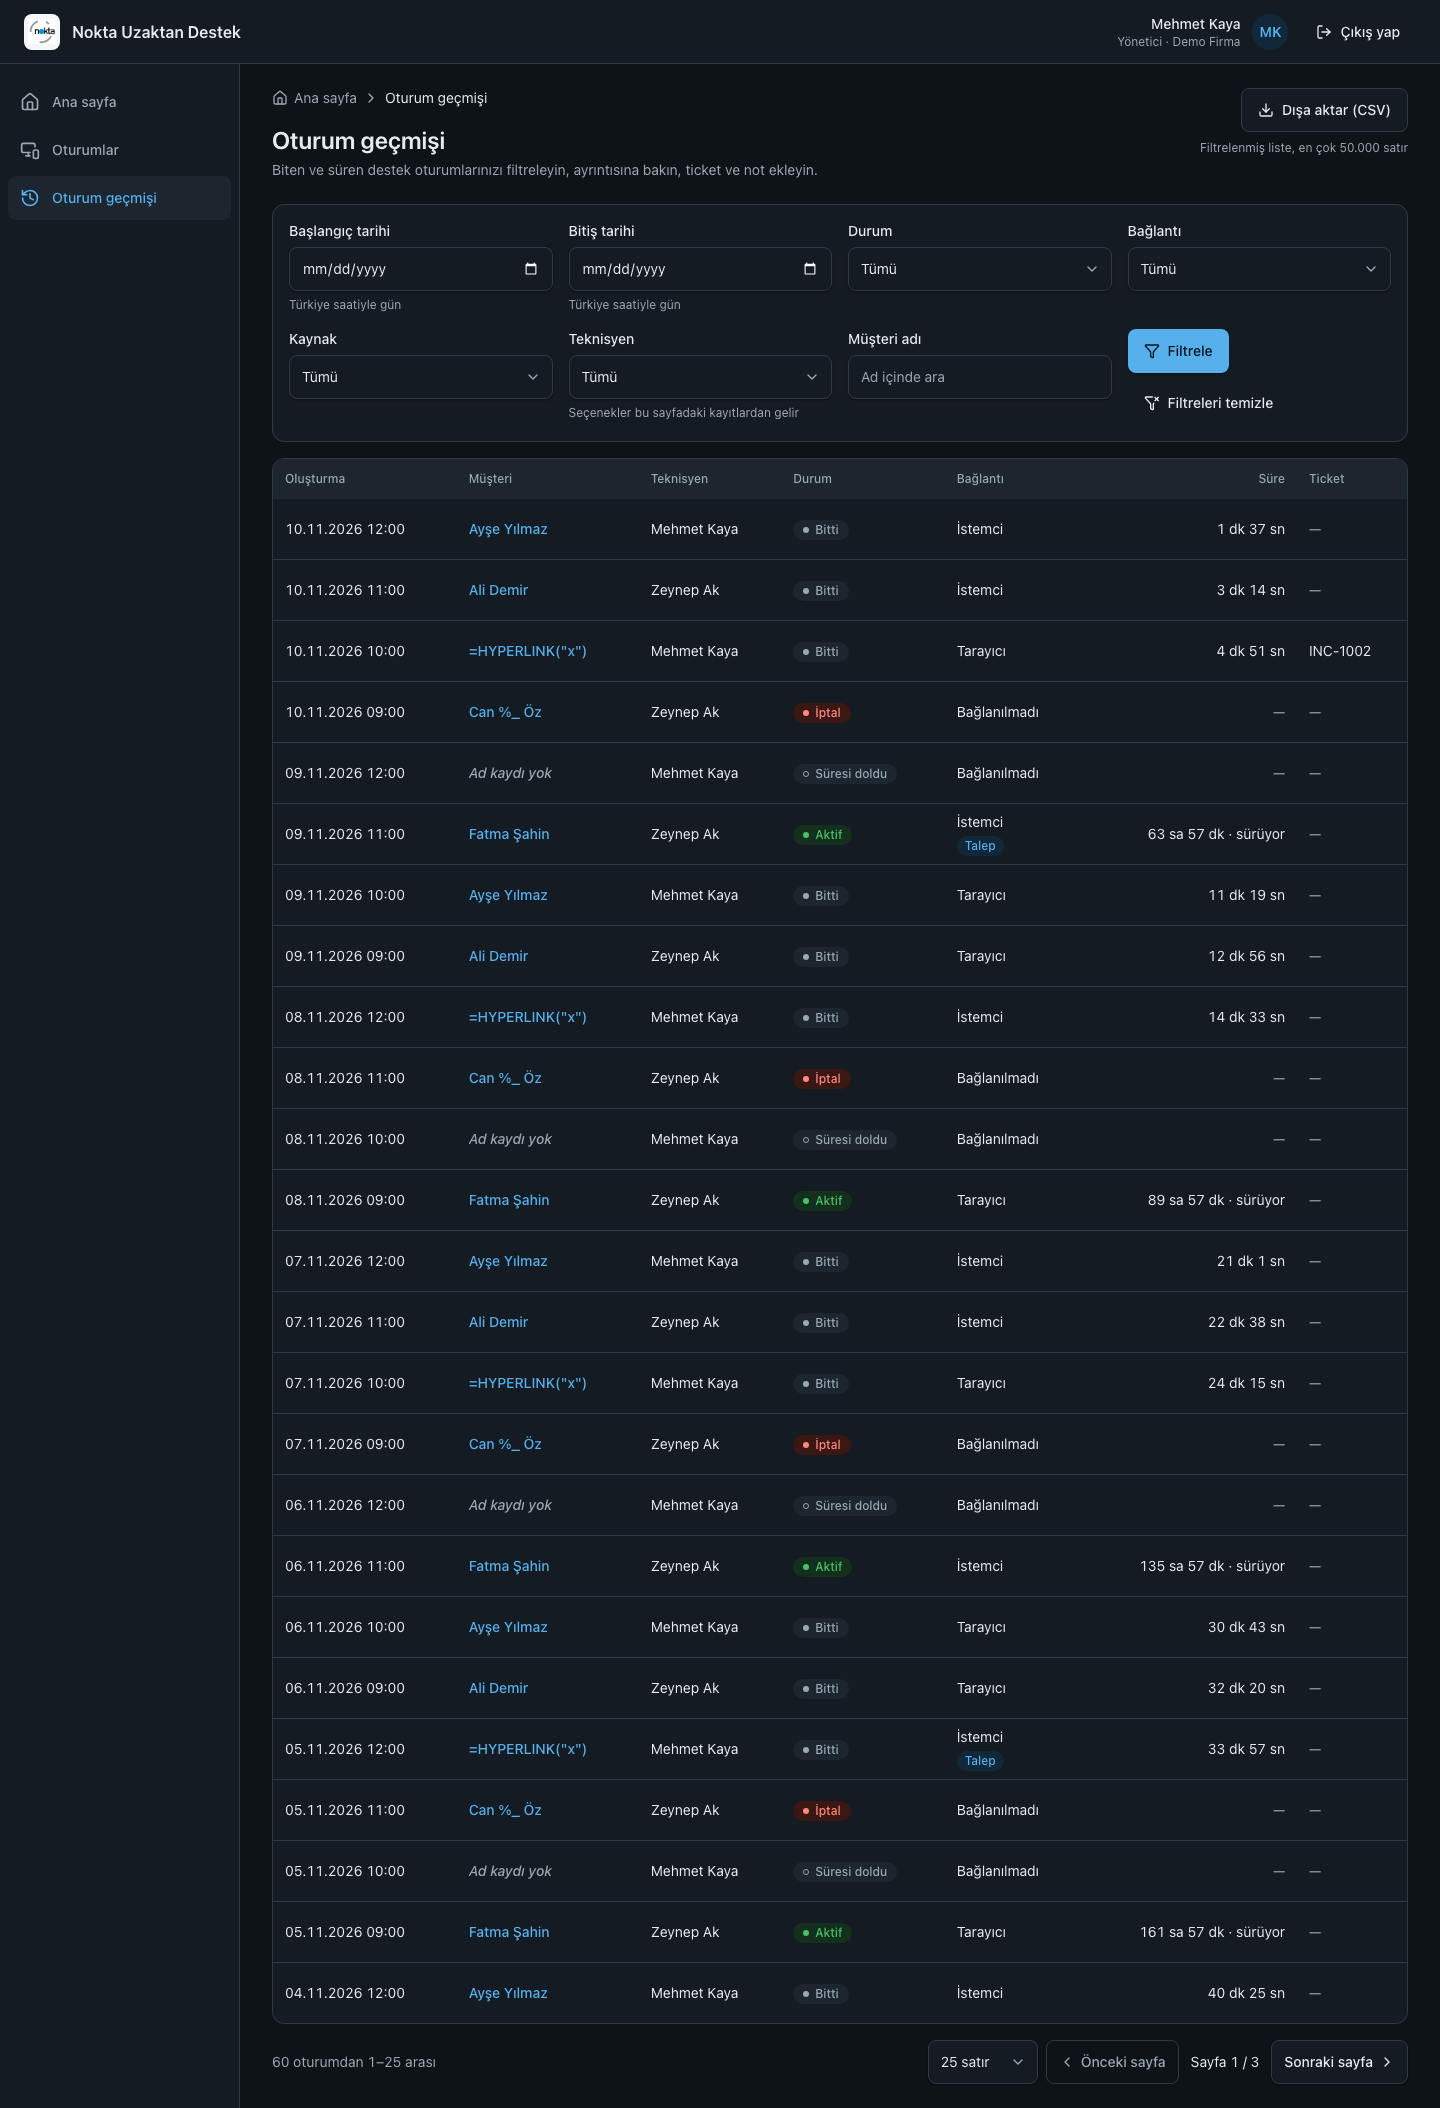 nokta
Nokta Uzaktan Destek
Mehmet Kaya
Yönetici · Demo Firma
MK
Çıkış yap
Ana sayfa
Oturumlar
Oturum geçmişi
Ana sayfa > Oturum geçmişi
Dışa aktar (CSV)
Filtrelenmiş liste, en çok 50.000 satır
Oturum geçmişi
Biten ve süren destek oturumlarınızı filtreleyin, ayrıntısına bakın, ticket ve not ekleyin.
Başlangıç tarihi Bitiş tarihi Durum Bağlantı
mm/dd/yyyy mm/dd/yyyy Tümü Tümü
Türkiye saatiyle gün Türkiye saatiyle gün
Kaynak Teknisyen Müşteri adı
Tümü Tümü Ad içinde ara
Filtrele
Seçenekler bu sayfadaki kayıtlardan gelir
Filtreleri temizle
Oluşturma Müşteri Teknisyen Durum Bağlantı Süre Ticket
10.11.2026 12:00 Ayşe Yılmaz Mehmet Kaya Bitti İstemci 1 dk 37 sn —
10.11.2026 11:00 Ali Demir Zeynep Ak Bitti İstemci 3 dk 14 sn —
10.11.2026 10:00 =HYPERLINK("x") Mehmet Kaya Bitti Tarayıcı 4 dk 51 sn INC-1002
10.11.2026 09:00 Can %_ Öz Zeynep Ak İptal Bağlanılmadı — —
09.11.2026 12:00 Ad kaydı yok Mehmet Kaya Süresi doldu Bağlanılmadı — —
09.11.2026 11:00 Fatma Şahin Zeynep Ak Aktif İstemci Talep 63 sa 57 dk · sürüyor —
09.11.2026 10:00 Ayşe Yılmaz Mehmet Kaya Bitti Tarayıcı 11 dk 19 sn —
09.11.2026 09:00 Ali Demir Zeynep Ak Bitti Tarayıcı 12 dk 56 sn —
08.11.2026 12:00 =HYPERLINK("x") Mehmet Kaya Bitti İstemci 14 dk 33 sn —
08.11.2026 11:00 Can %_ Öz Zeynep Ak İptal Bağlanılmadı — —
08.11.2026 10:00 Ad kaydı yok Mehmet Kaya Süresi doldu Bağlanılmadı — —
08.11.2026 09:00 Fatma Şahin Zeynep Ak Aktif Tarayıcı 89 sa 57 dk · sürüyor —
07.11.2026 12:00 Ayşe Yılmaz Mehmet Kaya Bitti İstemci 21 dk 1 sn —
07.11.2026 11:00 Ali Demir Zeynep Ak Bitti İstemci 22 dk 38 sn —
07.11.2026 10:00 =HYPERLINK("x") Mehmet Kaya Bitti Tarayıcı 24 dk 15 sn —
07.11.2026 09:00 Can %_ Öz Zeynep Ak İptal Bağlanılmadı — —
06.11.2026 12:00 Ad kaydı yok Mehmet Kaya Süresi doldu Bağlanılmadı — —
06.11.2026 11:00 Fatma Şahin Zeynep Ak Aktif İstemci 135 sa 57 dk · sürüyor —
06.11.2026 10:00 Ayşe Yılmaz Mehmet Kaya Bitti Tarayıcı 30 dk 43 sn —
06.11.2026 09:00 Ali Demir Zeynep Ak Bitti Tarayıcı 32 dk 20 sn —
05.11.2026 12:00 =HYPERLINK("x") Mehmet Kaya Bitti İstemci Talep 33 dk 57 sn —
05.11.2026 11:00 Can %_ Öz Zeynep Ak İptal Bağlanılmadı — —
05.11.2026 10:00 Ad kaydı yok Mehmet Kaya Süresi doldu Bağlanılmadı — —
05.11.2026 09:00 Fatma Şahin Zeynep Ak Aktif Tarayıcı 161 sa 57 dk · sürüyor —
04.11.2026 12:00 Ayşe Yılmaz Mehmet Kaya Bitti İstemci 40 dk 25 sn —
60 oturumdan 1–25 arası 25 satır Önceki sayfa Sayfa 1 / 3 Sonraki sayfa